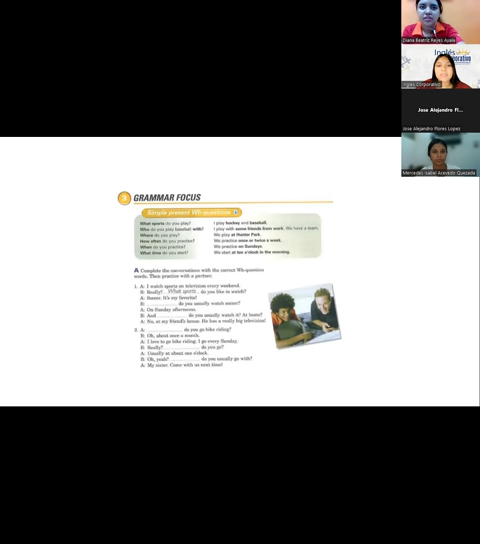 Diana Beatriz Reyes Ayala
Inglés
Corporativo
Inglés Corporativo
Jose Alejandro Fl...
Jose Alejandro Flores Lopez
Mercedes Isabel Acevedo Quezada
3 GRAMMAR FOCUS
Simple present Wh-questions
What sports do you play? I play hockey and baseball.
Who do you play baseball with? I play with some friends from work. We have a team.
Where do you play? We play at Hunter Park.
How often do you practice? We practice once or twice a week.
When do you practice? We practice on Sundays.
What time do you start? We start at ten o'clock in the morning.
A Complete the conversations with the correct Wh-question
words. Then practice with a partner.
1. A: I watch sports on television every weekend.
B: Really? What sports do you like to watch?
A: Soccer. It's my favorite!
B: do you usually watch soccer?
A: On Sunday afternoons.
B: And do you usually watch it? At home?
A: No, at my friend's house. He has a really big television!
2. A: do you go bike riding?
B: Oh, about once a month.
A: I love to go bike riding. I go every Sunday.
B: Really? do you go?
A: Usually at about one o'clock.
B: Oh, yeah? do you usually go with?
A: My sister. Come with us next time!